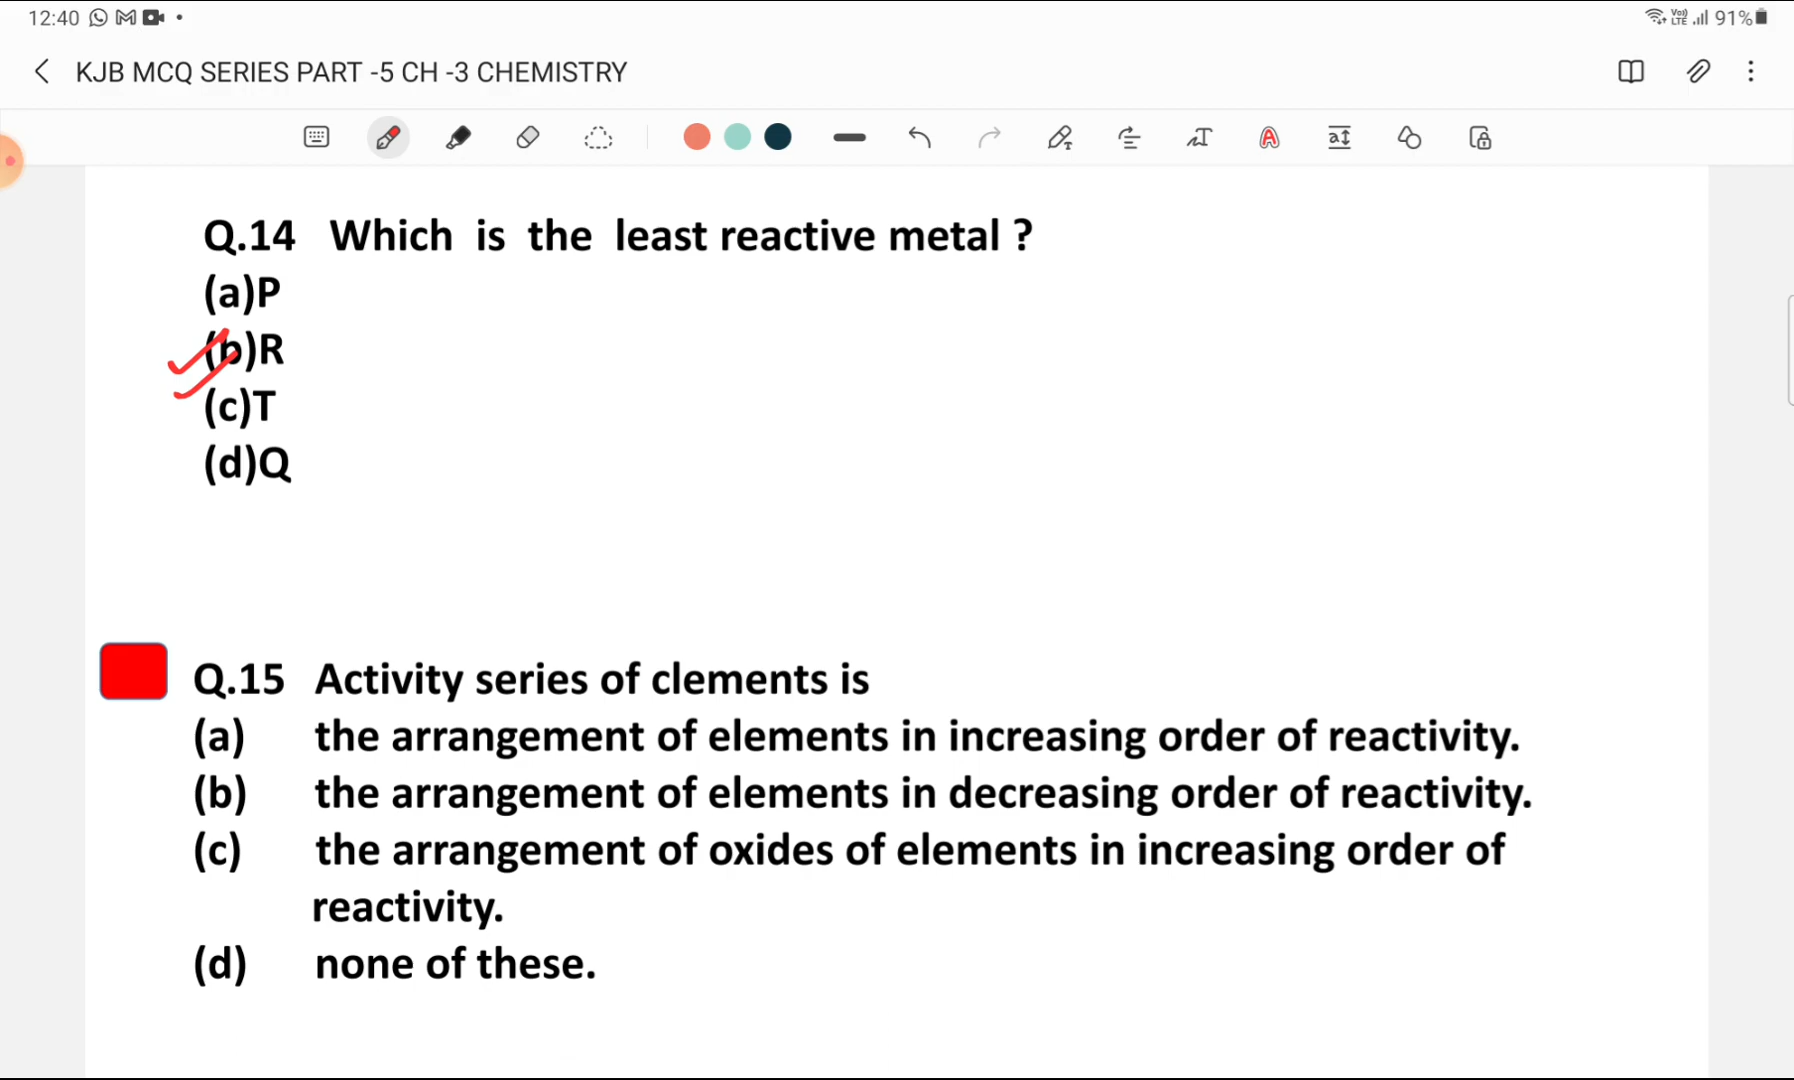 12:40
Vo)) LTE 91%
KJB MCQ SERIES PART -5 CH -3 CHEMISTRY
Q.14 Which is the least reactive metal ?
(a)P
(b)R
(c)T
(d)Q
Q.15 Activity series of clements is
(a) the arrangement of elements in increasing order of reactivity.
(b) the arrangement of elements in decreasing order of reactivity.
(c) the arrangement of oxides of elements in increasing order of
reactivity.
(d) none of these.